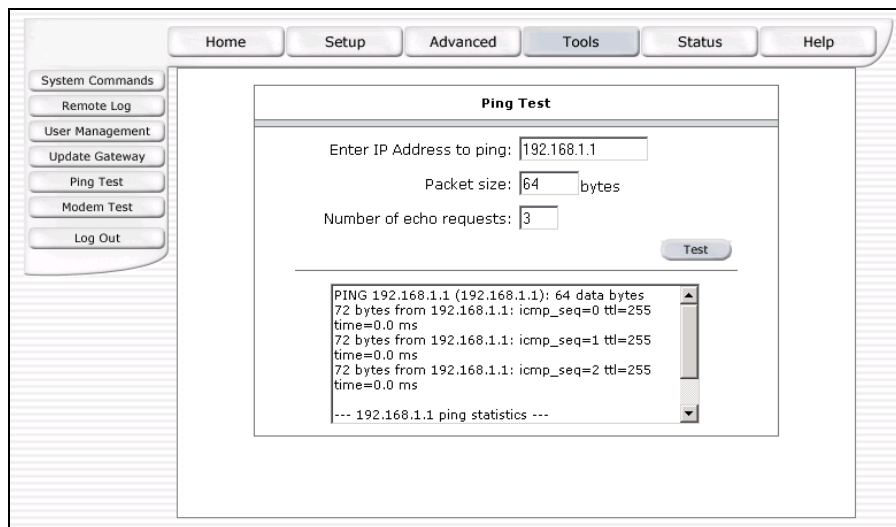 Home Setup Advanced Tools Status Help
System Commands
Remote Log
User Management
Update Gateway
Ping Test
Modem Test
Log Out
Ping Test
Enter IP Address to ping: 192.168.1.1
Packet size: 64 bytes
Number of echo requests: 3
Test
PING 192.168.1.1 (192.168.1.1): 64 data bytes
72 bytes from 192.168.1.1: icmp_seq=0 ttl=255
time=0.0 ms
72 bytes from 192.168.1.1: icmp_seq=1 ttl=255
time=0.0 ms
72 bytes from 192.168.1.1: icmp_seq=2 ttl=255
time=0.0 ms
--- 192.168.1.1 ping statistics ---